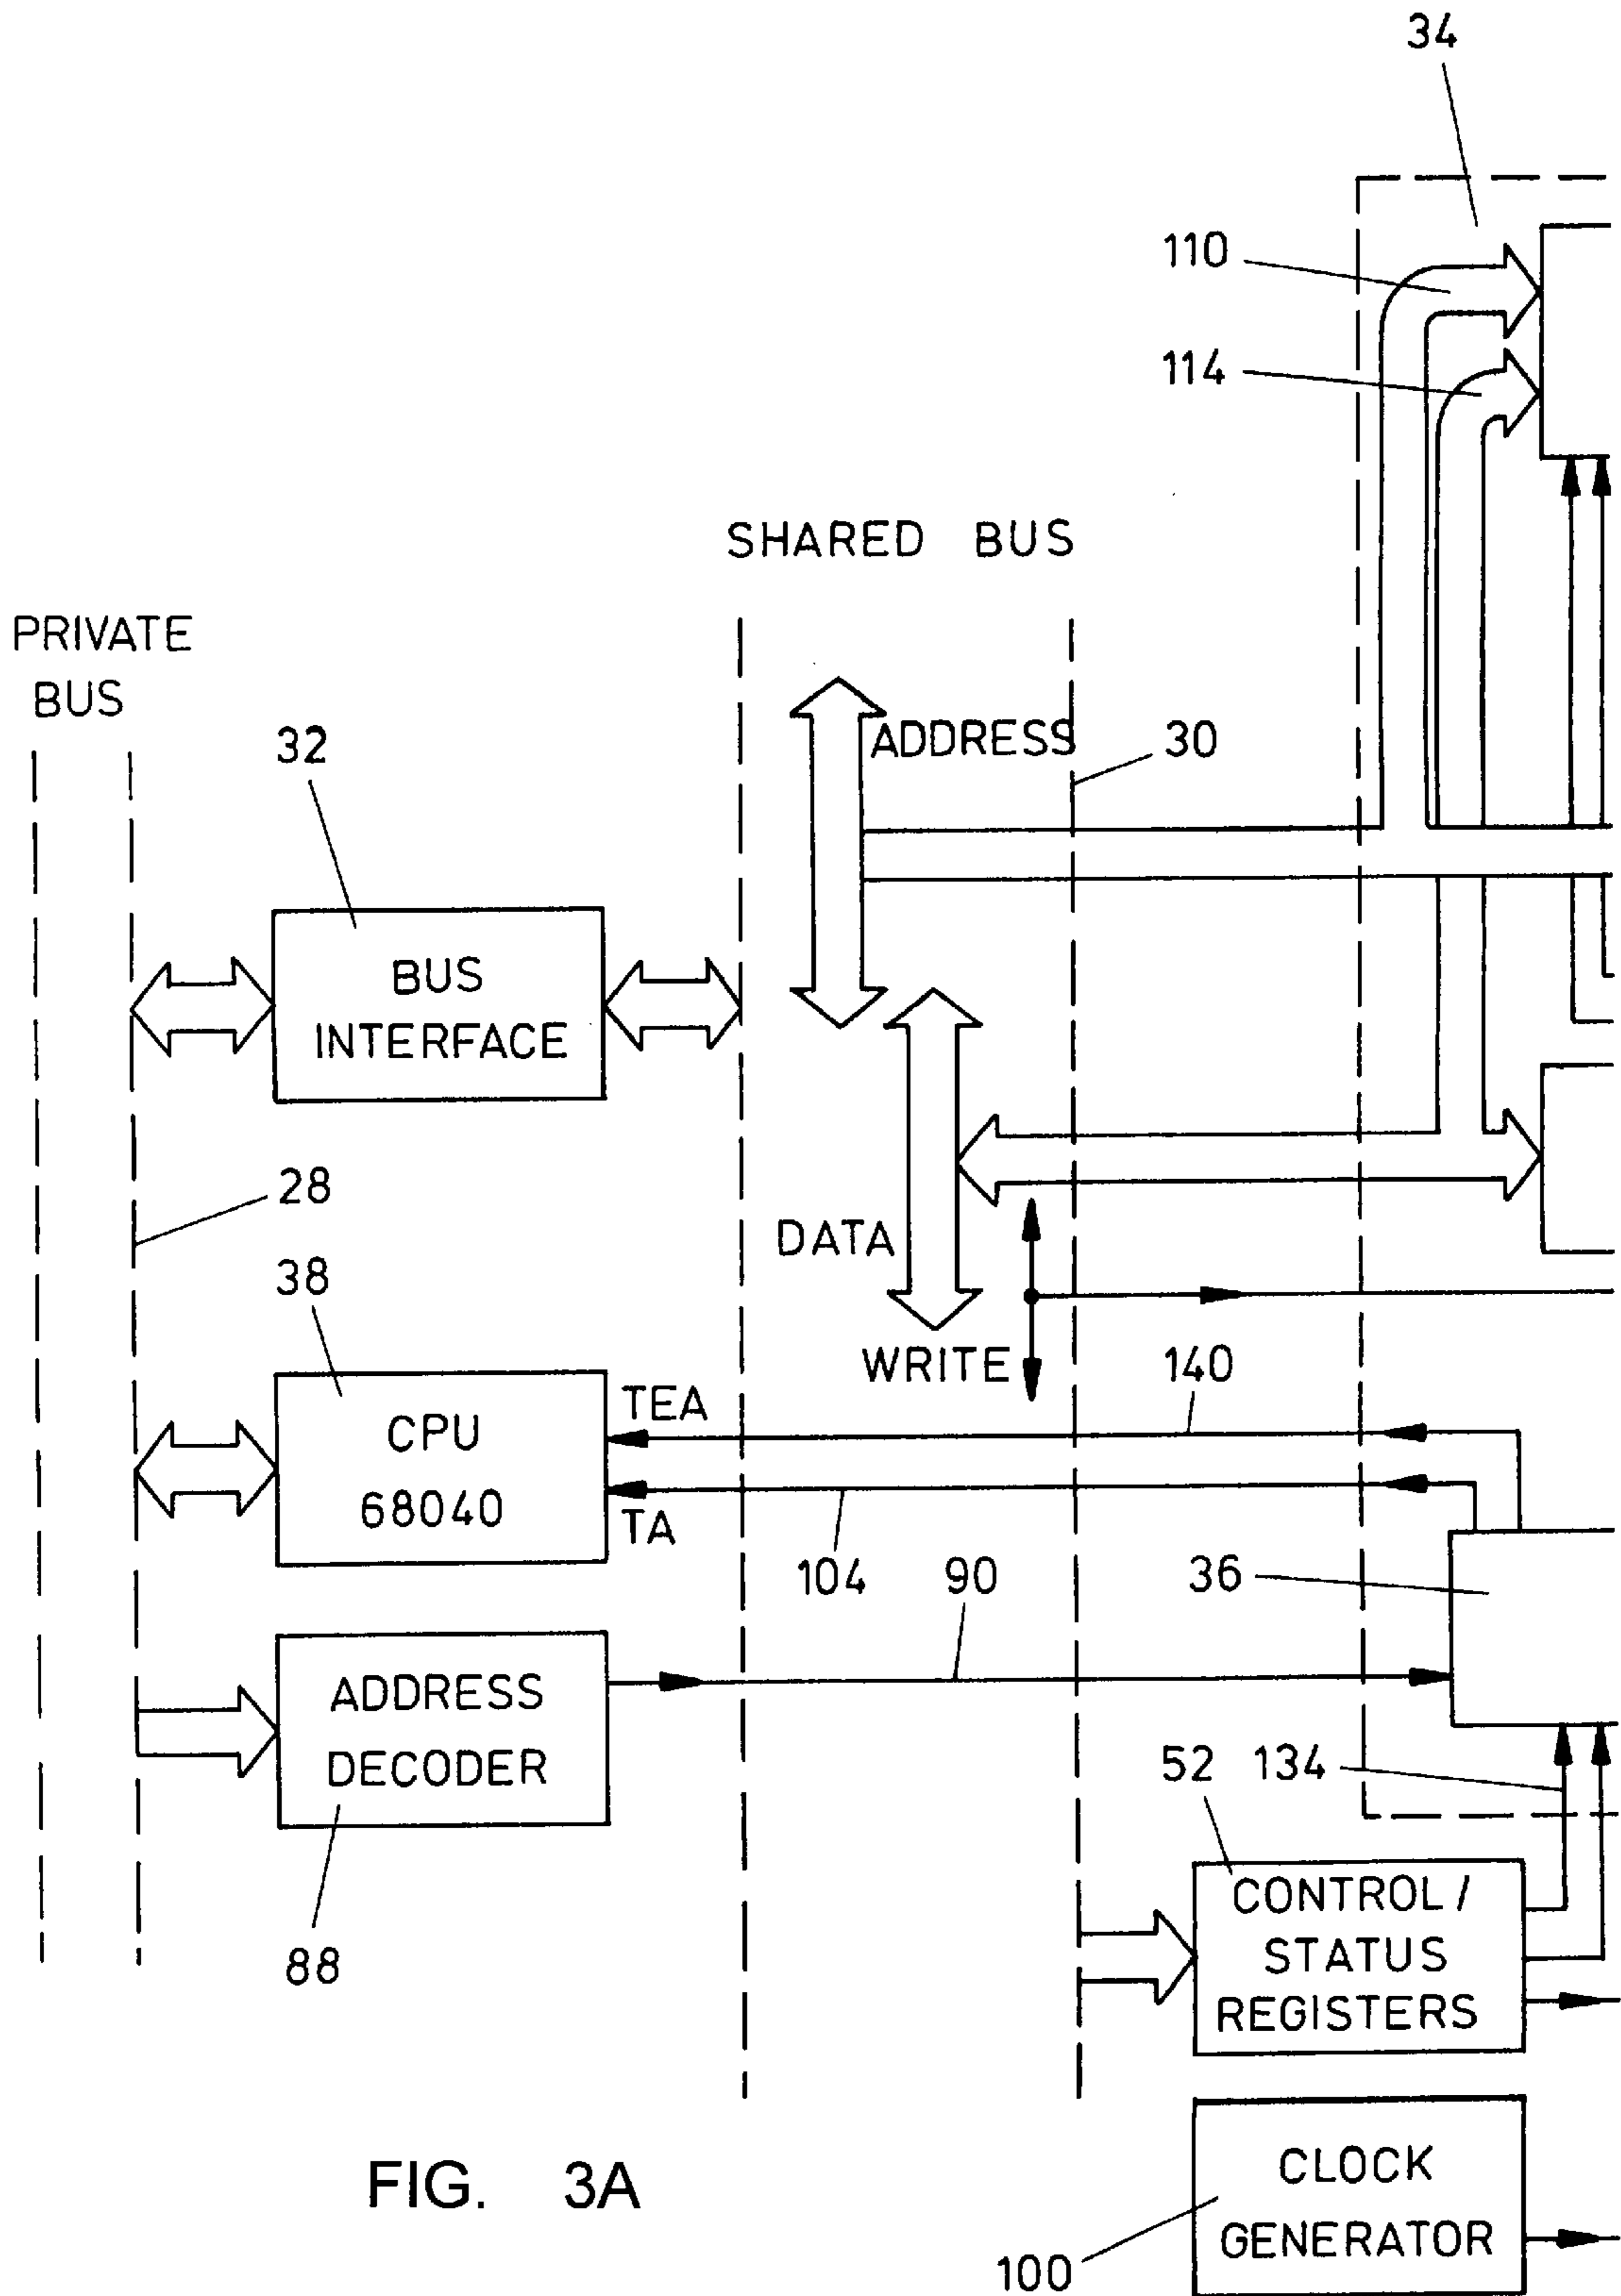 34
110
114
SHARED BUS
PRIVATE
BUS
32
ADDRESS
30
BUS
INTERFACE
28
DATA
38
WRITE
140
TEA
CPU
68040
TA
104
90
36
ADDRESS
DECODER
52
134
CONTROL /
STATUS
REGISTERS
88
CLOCK
GENERATOR
100
FIG. 3A